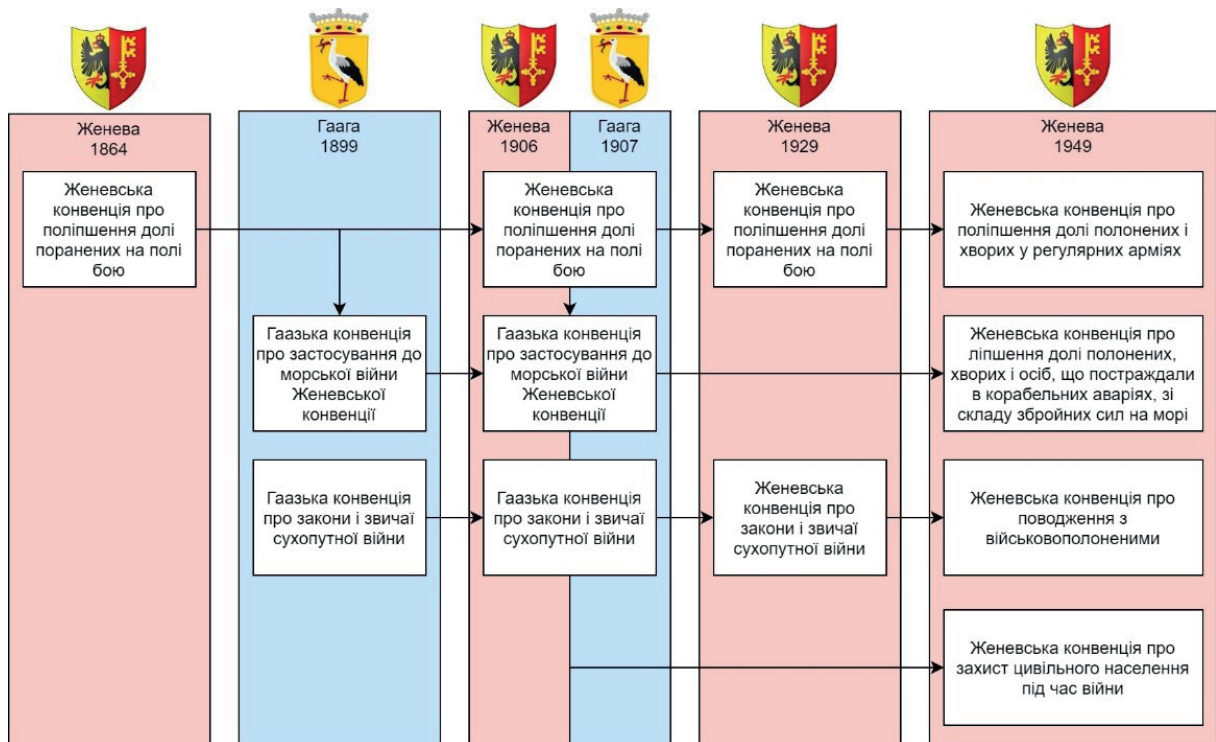 Женева
1864
Гаага
1899
Женева
1906
Гаага
1907
Женева
1929
Женева
1949
Женевська
конвенція про
поліпшення долі
поранених на полі
бою
Женевська
конвенція про
поліпшення долі
поранених на полі
бою
Женевська
конвенція про
поліпшення долі
поранених на полі
бою
Женевська конвенція про
поліпшення долі полонених і
хворих у регулярних арміях
Гаазька конвенція
про застосування до
морської війни
Женевської
конвенції
Гаазька конвенція
про застосування до
морської війни
Женевської
конвенції
Женевська конвенція про
ліпшення долі полонених,
хворих і осіб, що постраждали
в корабельних аваріях, зі
складу збройних сил на морі
Гаазька конвенція
про закони і звичаї
сухопутної війни
Гаазька конвенція
про закони і звичаї
сухопутної війни
Женевська
конвенція про
закони і звичаї
сухопутної війни
Женевська конвенція про
поводження з
військовополоненими
Женевська конвенція про
захист цивільного населення
під час війни